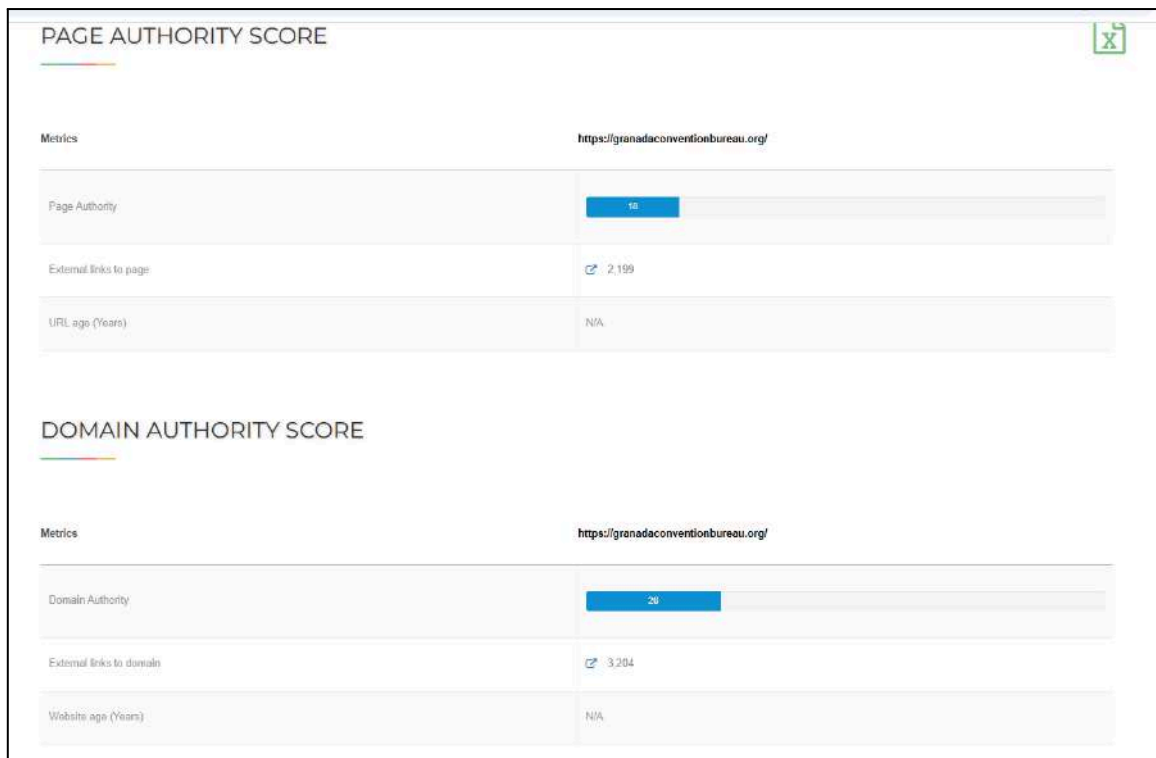 PAGE AUTHORITY SCORE
Metrics https://granadaconventionbureau.org/
Page Authority 18
External links to page 2,199
URL age (Years) N/A
DOMAIN AUTHORITY SCORE
Metrics https://granadaconventionbureau.org/
Domain Authority 26
External links to domain 3,204
Website age (Years) N/A